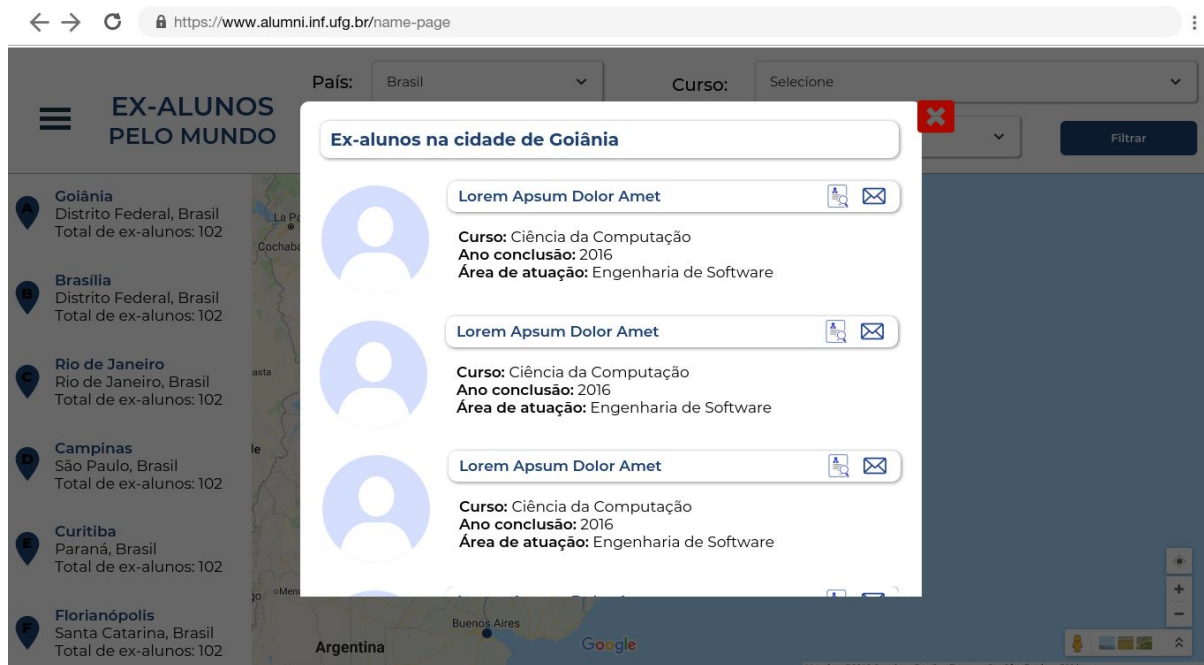 https://www.alumni.inf.ufg.br/name-page
EX-ALUNOS
PELO MUNDO
País: Brasil
Curso: Selecione
Filtrar
A
Goiânia
Distrito Federal, Brasil
Total de ex-alunos: 102
B
Brasília
Distrito Federal, Brasil
Total de ex-alunos: 102
C
Rio de Janeiro
Rio de Janeiro, Brasil
Total de ex-alunos: 102
D
Campinas
São Paulo, Brasil
Total de ex-alunos: 102
E
Curitiba
Paraná, Brasil
Total de ex-alunos: 102
F
Florianópolis
Santa Catarina, Brasil
Total de ex-alunos: 102
Ex-alunos na cidade de Goiânia
Lorem Apsum Dolor Amet
Curso: Ciência da Computação
Ano conclusão: 2016
Área de atuação: Engenharia de Software
Lorem Apsum Dolor Amet
Curso: Ciência da Computação
Ano conclusão: 2016
Área de atuação: Engenharia de Software
Lorem Apsum Dolor Amet
Curso: Ciência da Computação
Ano conclusão: 2016
Área de atuação: Engenharia de Software
La Pa
Cochaba
asta
le
Buenos Aires
Argentina
Google